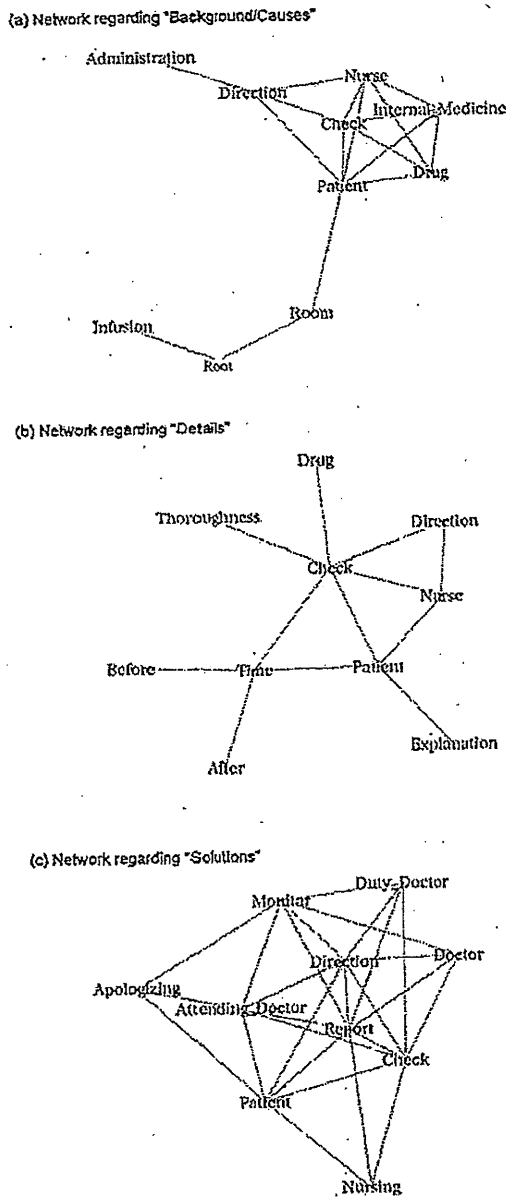 (a) Network regarding "Background/Causes"
Administration
Nurse
Direction
Internal-Medicine
Check
Drug
Patient
Room
Infusion
Root
(b) Network regarding "Details"
Drug
Thoroughness
Direction
Check
Nurse
Before
Time
Patient
Explanation
After
(c) Network regarding "Solutions"
Duty-Doctor
Monitar
Direction
Doctor
Apologizing
Attending-Doctor
Report
Check
Patient
Nursing